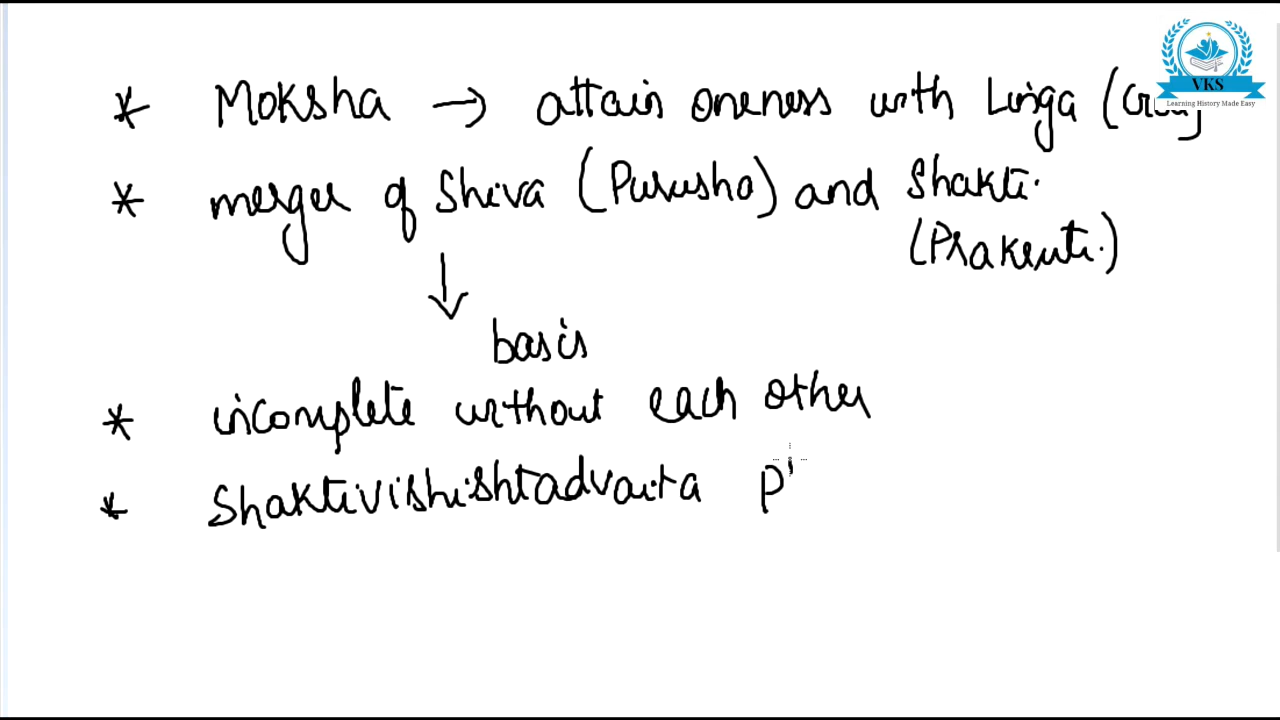 * Moksha → attain oneness with Linga (
* merger of Shiva (Purusha) and Shakti.
(Prakruti.)
↓
basis
* incomplete without each other
* Shaktivishishtadvaita p
VKS
Learning History Made Easy